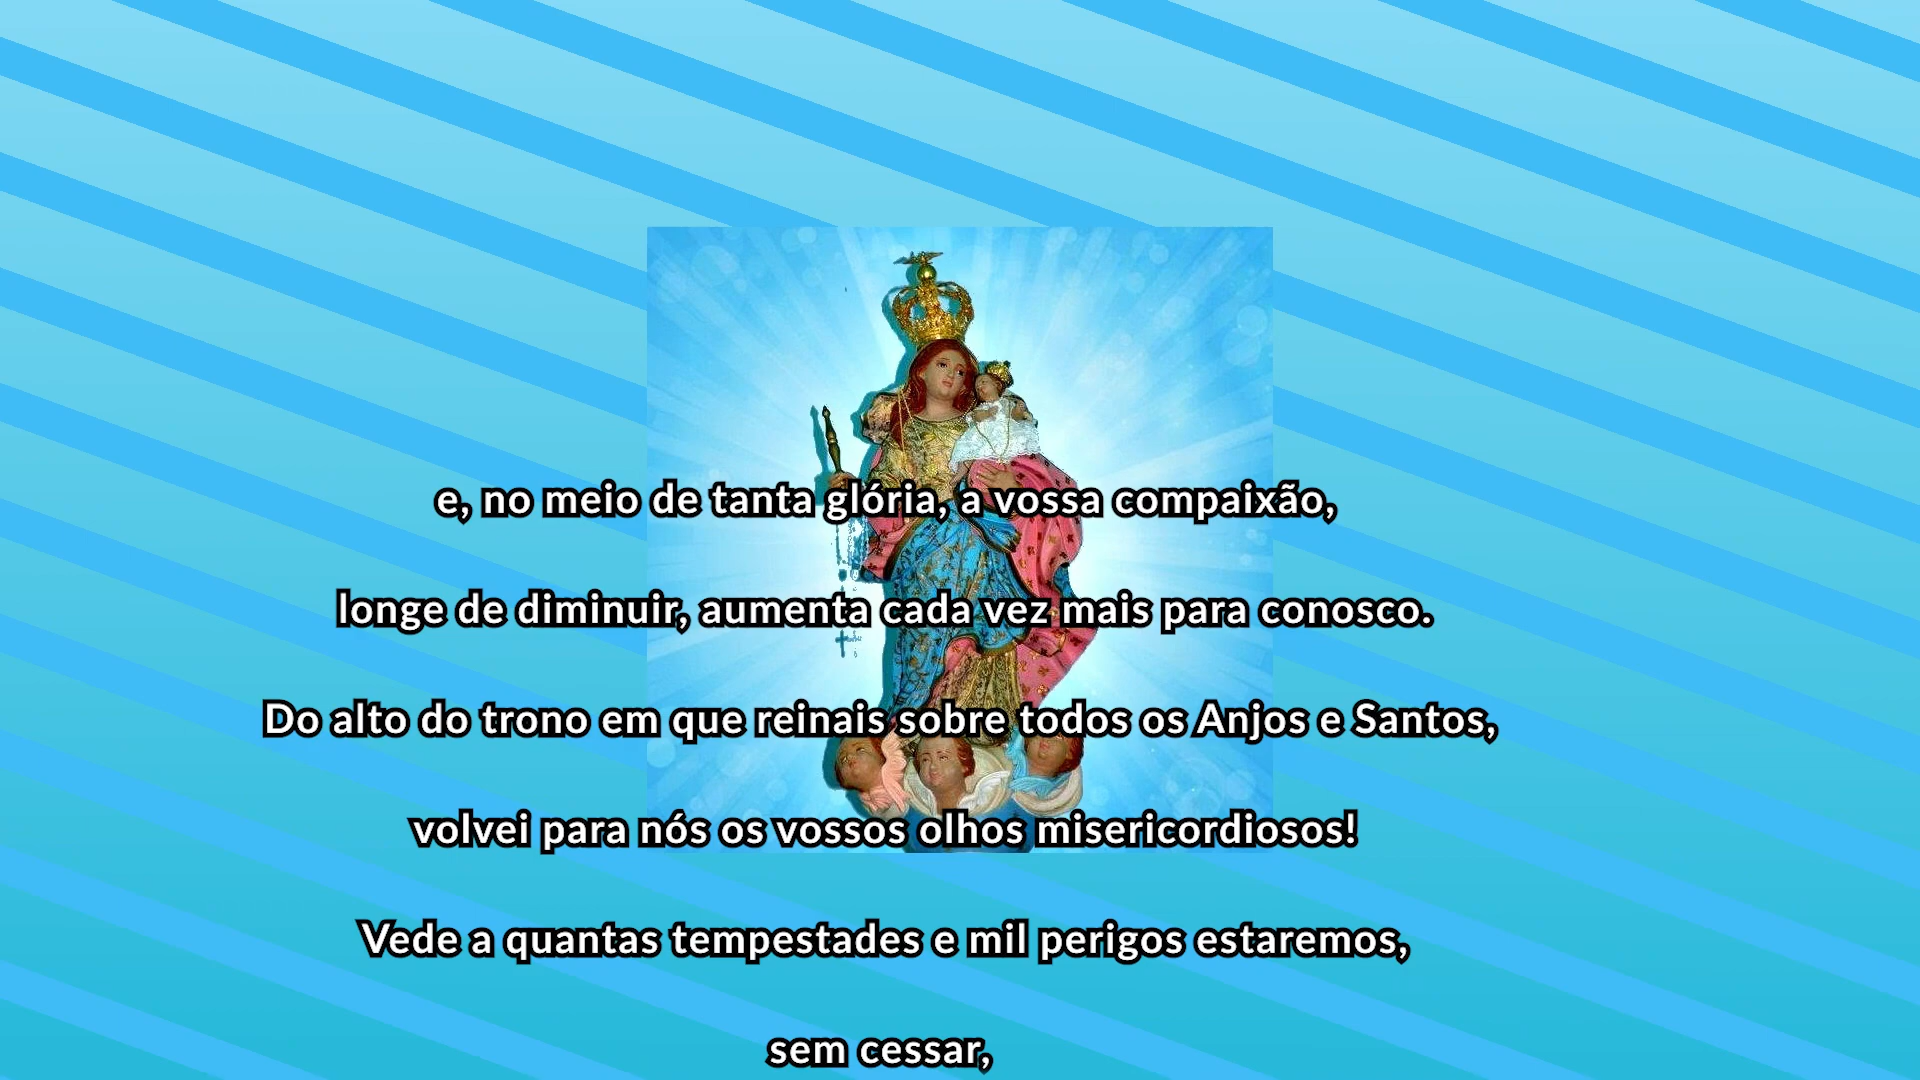 e, no meio de tanta glória, a vossa compaixão,
longe de diminuir, aumenta cada vez mais para conosco.
Do alto do trono em que reinais sobre todos os Anjos e Santos,
volvei para nós os vossos olhos misericordiosos!
Vede a quantas tempestades e mil perigos estaremos,
sem cessar,